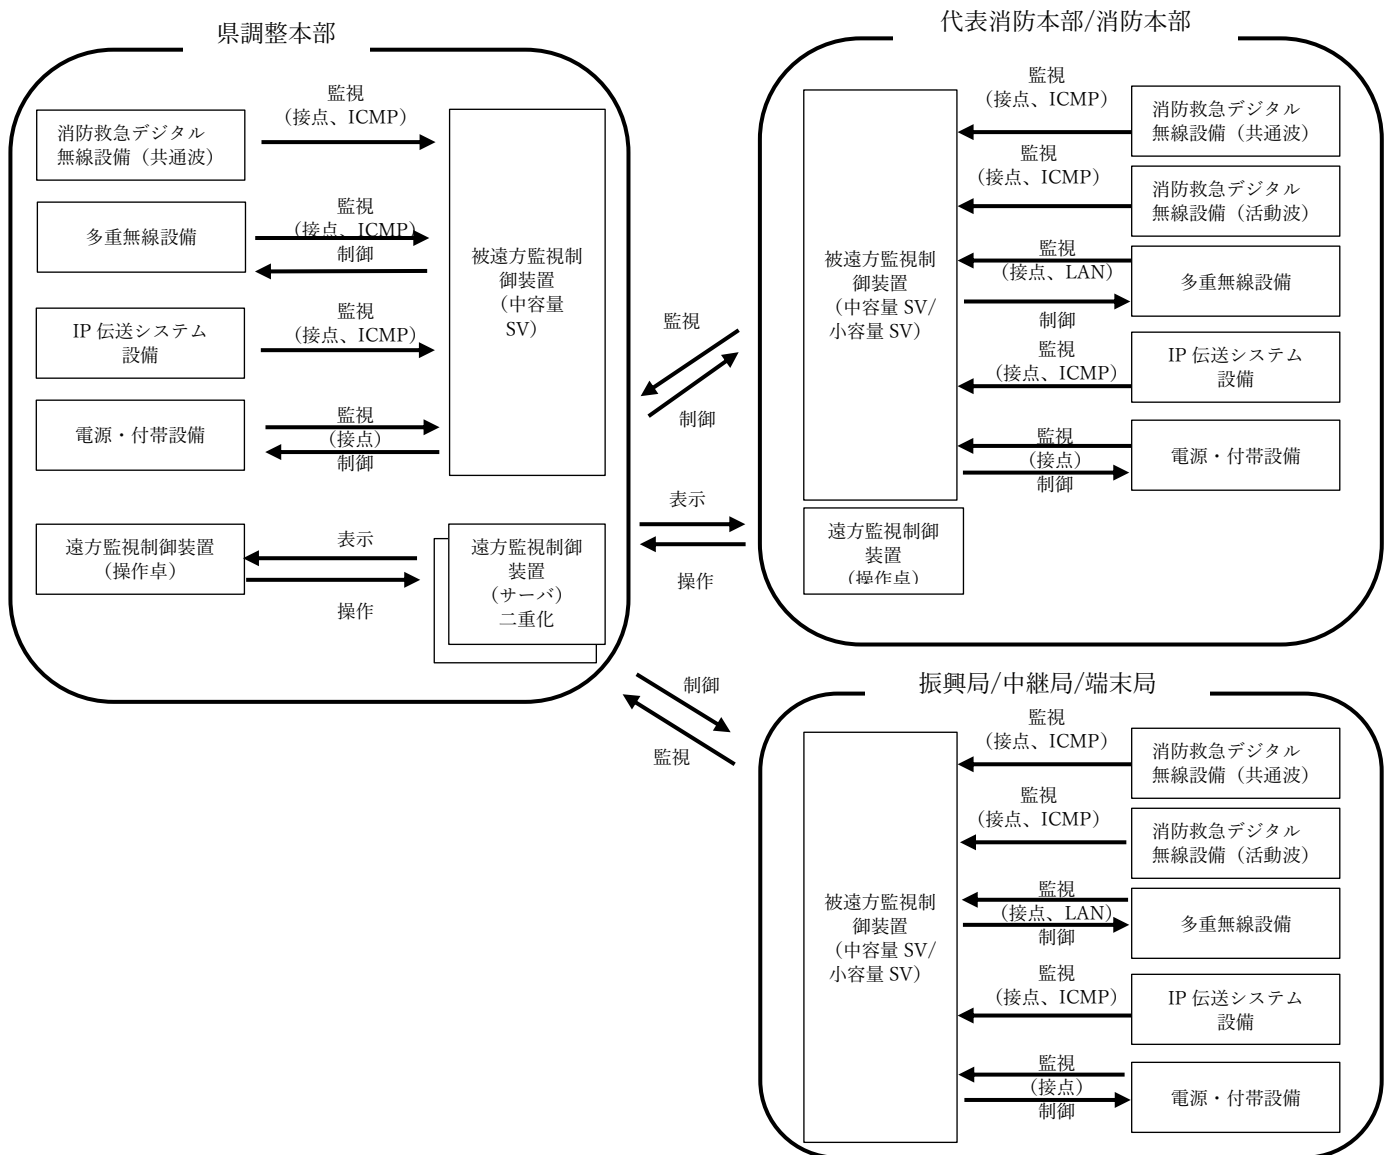 県調整本部
消防救急デジタル
無線設備（共通波）
監視
（接点、ICMP）
多重無線設備
監視
（接点、ICMP）
制御
IP 伝送システム
設備
監視
（接点、ICMP）
電源・付帯設備
監視
（接点）
制御
被遠方監視制
御装置
（中容量
SV）
遠方監視制御装置
（操作卓）
表示
操作
遠方監視制御
装置
（サーバ）
二重化
監視
制御
表示
操作
制御
監視
代表消防本部/消防本部
被遠方監視制
御装置
（中容量 SV/
小容量 SV）
監視
（接点、ICMP）
消防救急デジタル
無線設備（共通波）
監視
（接点、ICMP）
消防救急デジタル
無線設備（活動波）
監視
（接点、LAN）
制御
多重無線設備
監視
（接点、ICMP）
IP 伝送システム
設備
監視
（接点）
制御
電源・付帯設備
遠方監視制御
装置
（操作卓）
振興局/中継局/端末局
被遠方監視制
御装置
（中容量 SV/
小容量 SV）
監視
（接点、ICMP）
消防救急デジタル
無線設備（共通波）
監視
（接点、ICMP）
消防救急デジタル
無線設備（活動波）
監視
（接点、LAN）
制御
多重無線設備
監視
（接点、ICMP）
IP 伝送システム
設備
監視
（接点）
制御
電源・付帯設備